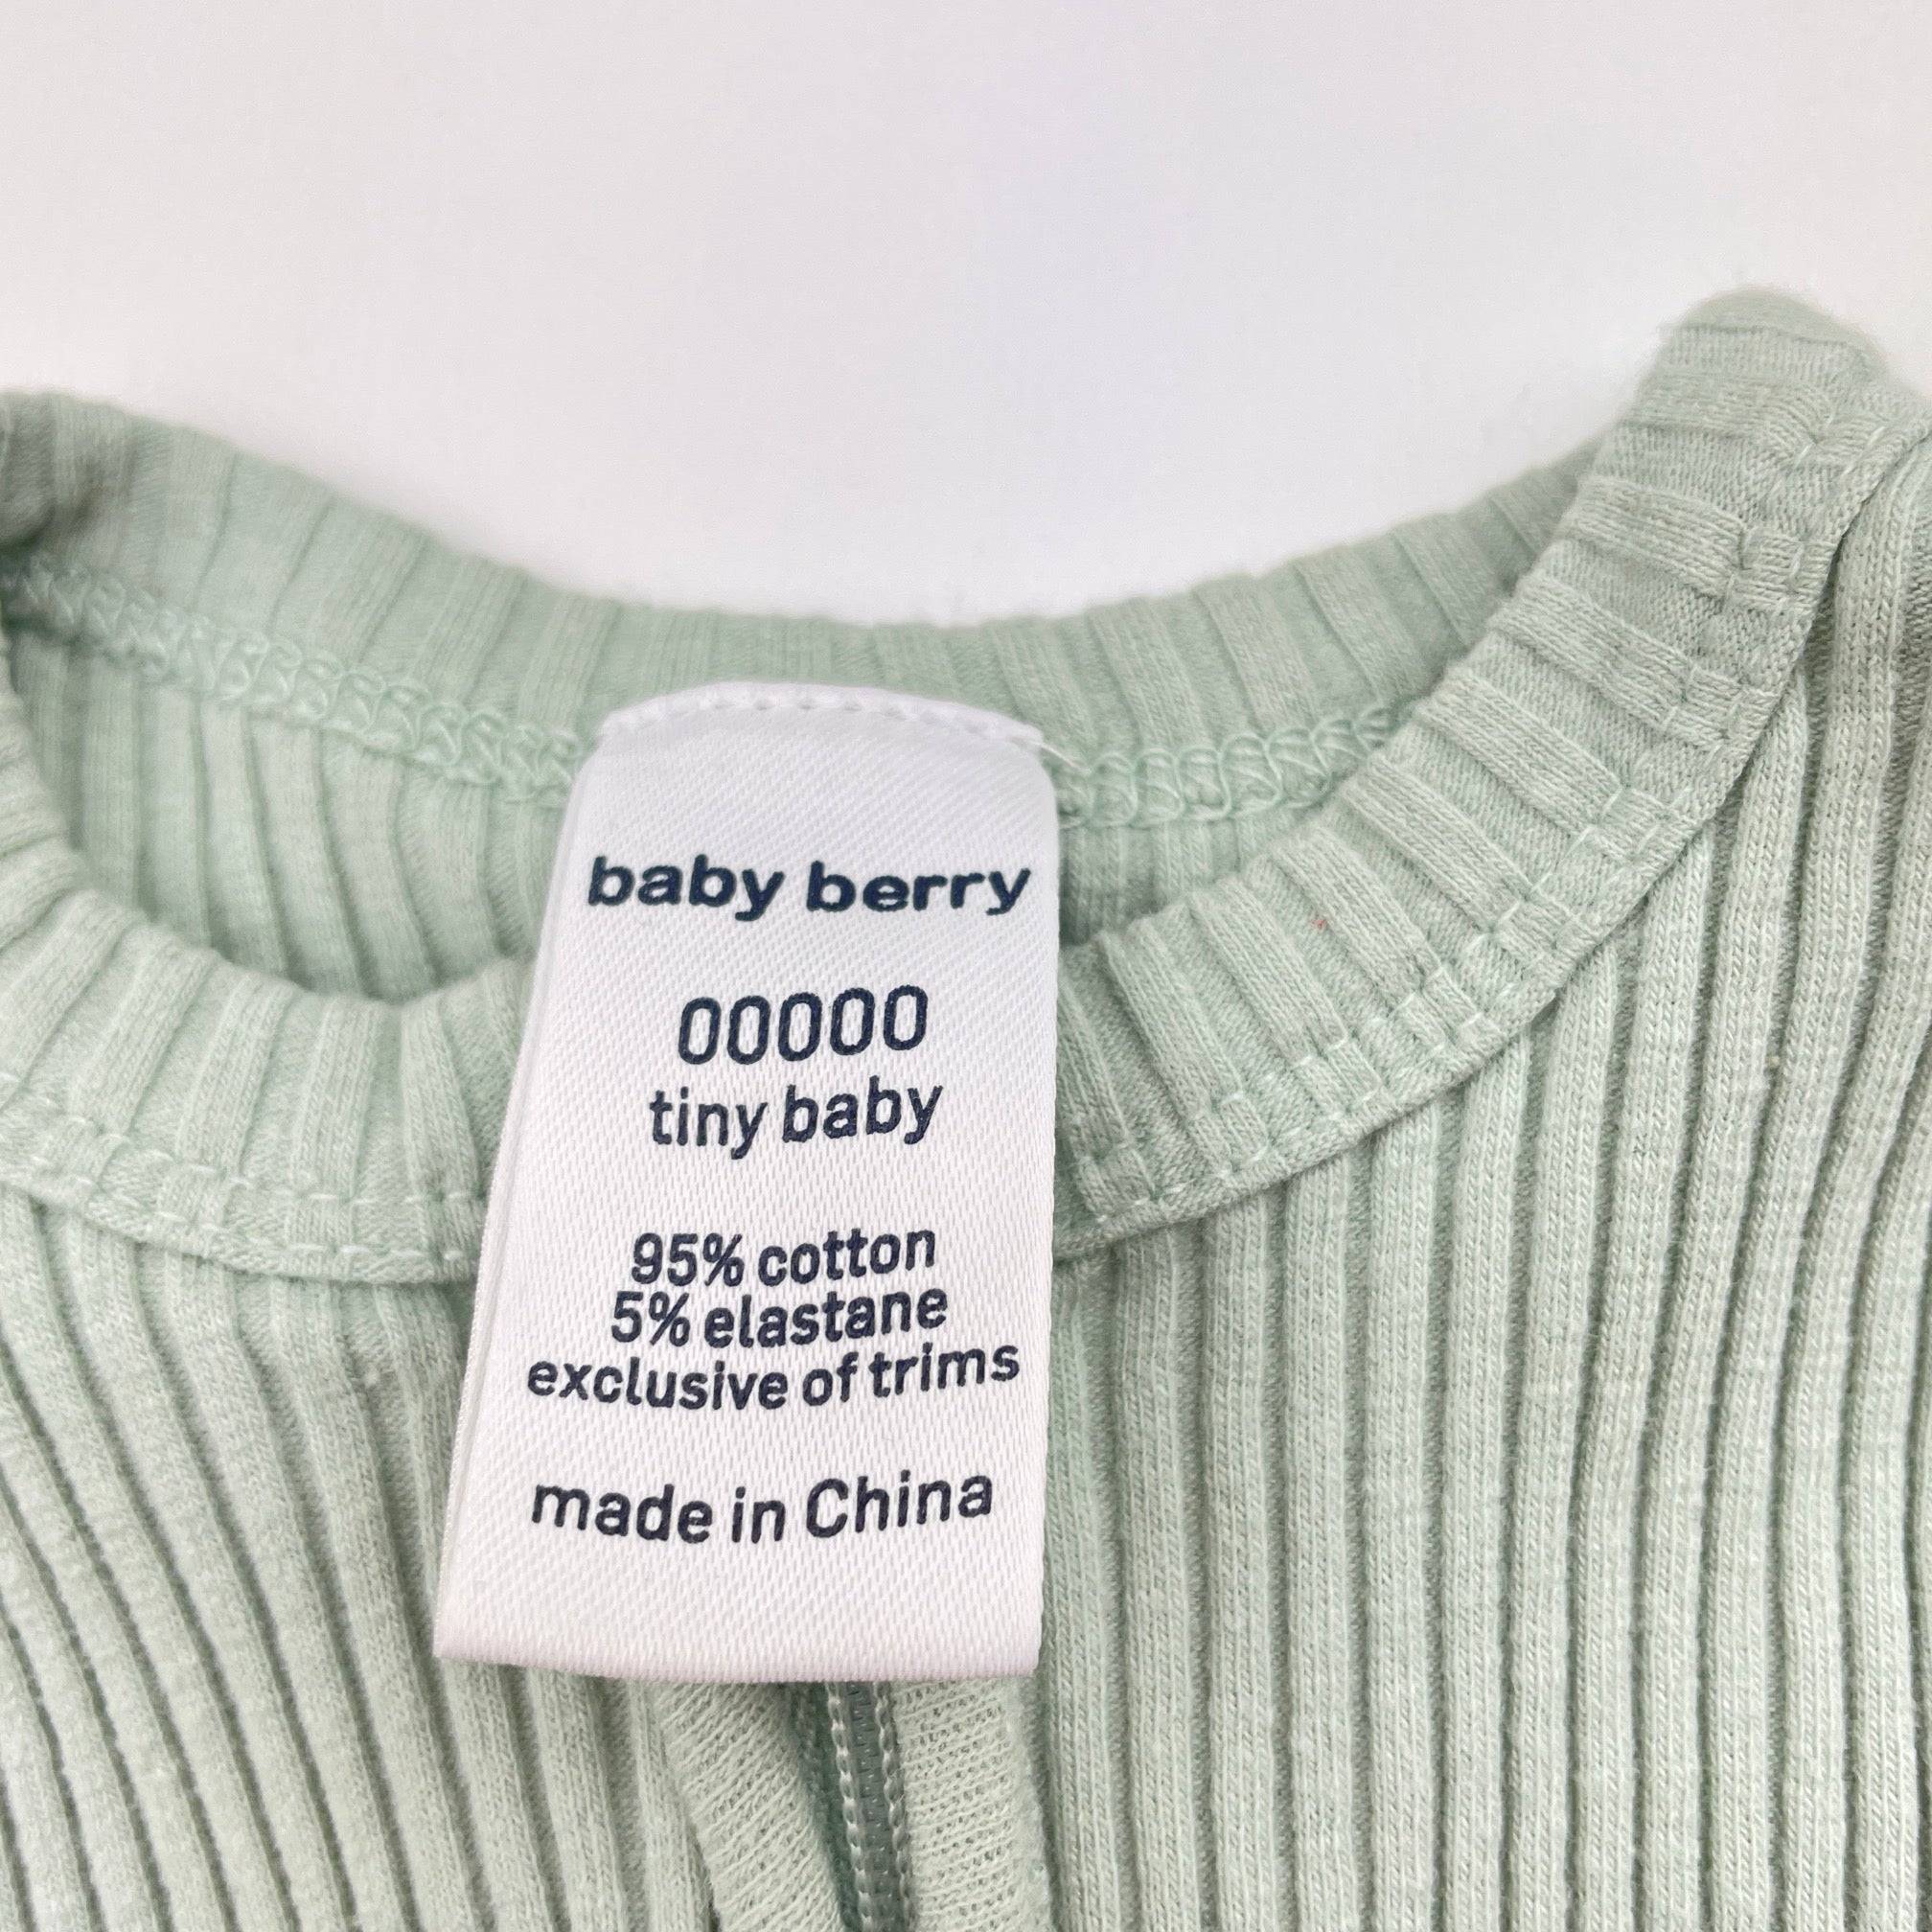 baby berry
00000
tiny baby
95% cotton
5% elastane
exclusive of trims
made in China